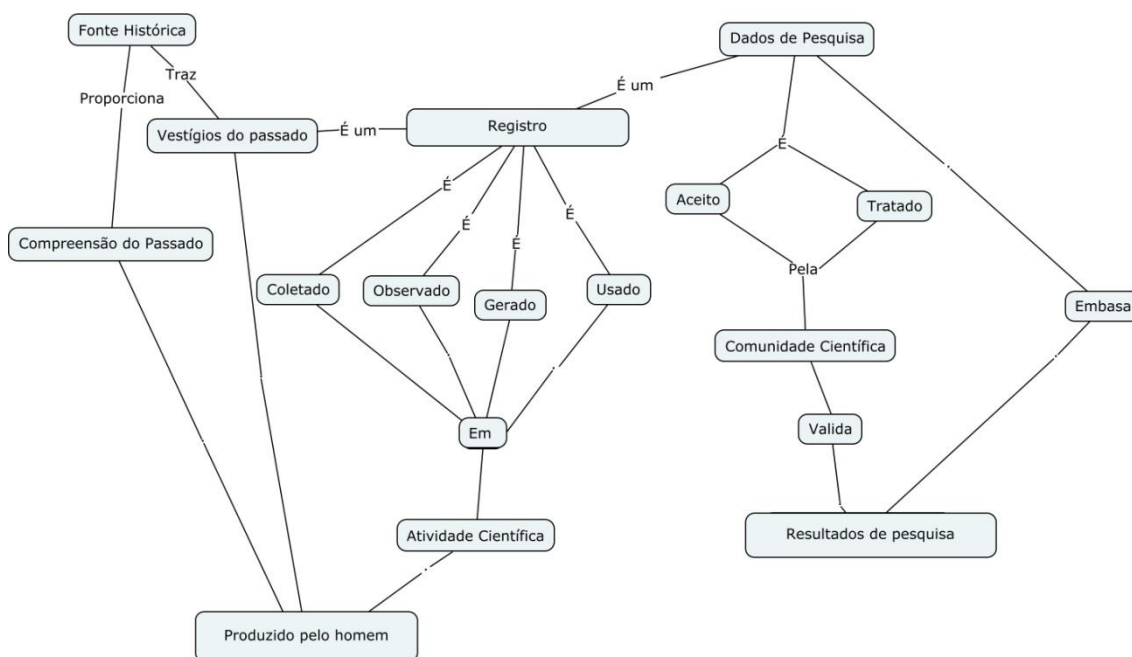 Fonte Histórica
Dados de Pesquisa
Traz
Proporciona
É um
Registro
Vestígios do passado
É um
É
Aceito
Tratado
É
É
É
É
Compreensão do Passado
Pela
Coletado
Observado
Gerado
Usado
Embasa
Comunidade Científica
Em
Valida
Atividade Científica
Resultados de pesquisa
Produzido pelo homem